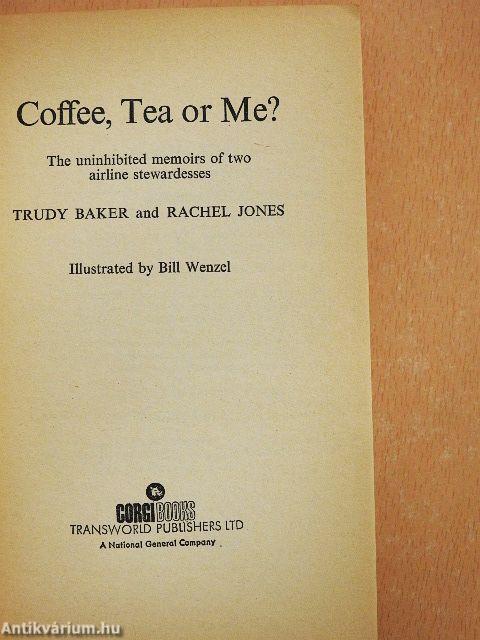 Coffee, Tea or Me?
The uninhibited memoirs of two
airline stewardesses
TRUDY BAKER and RACHEL JONES
Illustrated by Bill Wenzel
CORGI BOOKS
TRANSWORLD PUBLISHERS LTD
A National General Company
Antikvárium.hu